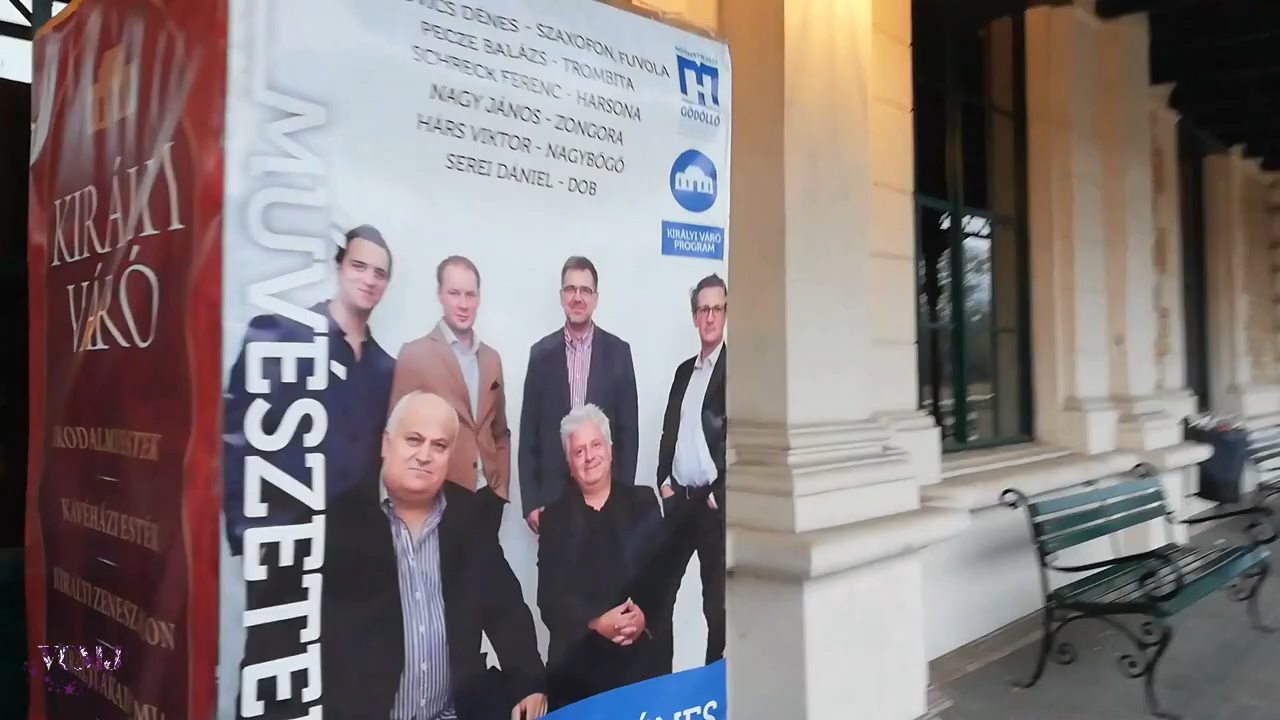 KIRÁLYI
VÁRÓ
IRODALMI ESTEK
KÁVÉHÁZI ESTÉK
KIRÁLYI ZENESZALON
MŰVÉSZETEK
DÉNES - SZAXOFON, FUVOLA
PECZE BALÁZS - TROMBITA
SCHRECK FERENC - HARSONA
NAGY JÁNOS - ZONGORA
HÁRS VIKTOR - NAGYBŐGŐ
SEREI DÁNIEL - DOB
GÖDÖLLŐ
KIRÁLYI VÁRÓ
PROGRAM